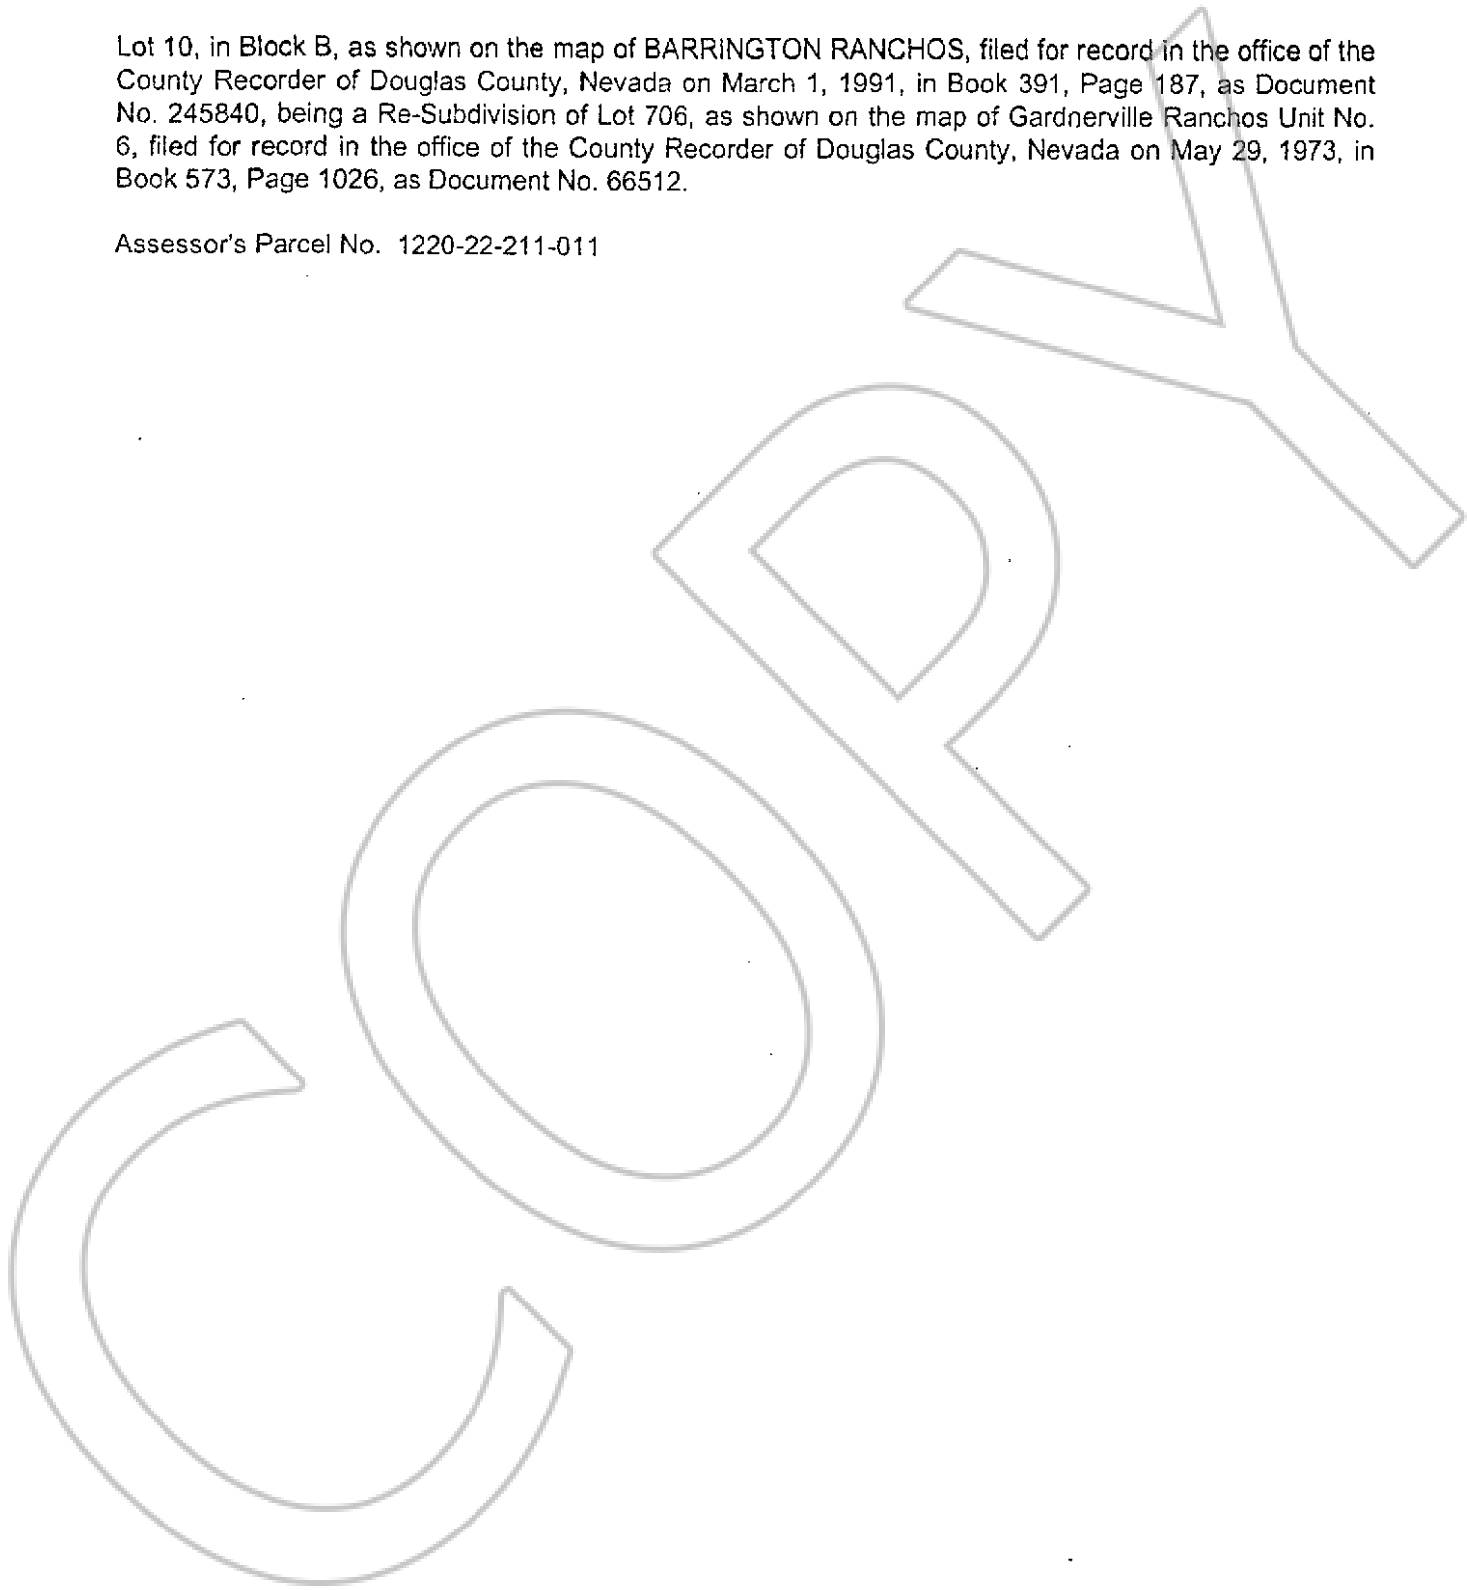 Lot 10, in Block B, as shown on the map of BARRINGTON RANCHOS, filed for record in the office of the
County Recorder of Douglas County, Nevada on March 1, 1991, in Book 391, Page 187, as Document
No. 245840, being a Re-Subdivision of Lot 706, as shown on the map of Gardnerville Ranchos Unit No.
6, filed for record in the office of the County Recorder of Douglas County, Nevada on May 29, 1973, in
Book 573, Page 1026, as Document No. 66512.
Assessor's Parcel No. 1220-22-211-011
COPY